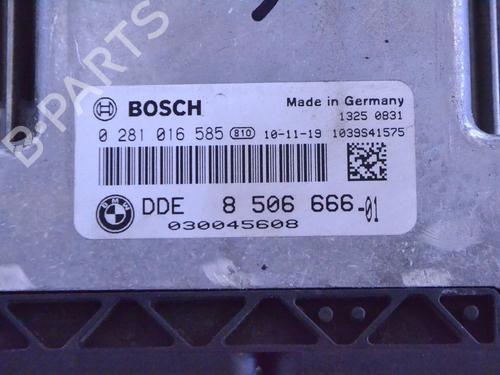 BOSCH
Made in Germany
1325 0831
0 281 016 585 810 10-11-19 1039S41575
BMW
DDE 8 506 666-01
030045608
B-PARTS